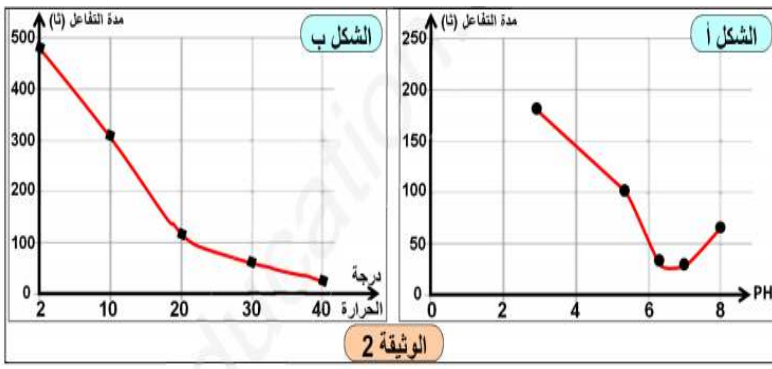 الشكل أ
مدة التفاعل (ثا)
250
200
150
100
50
0
0 2 4 6 8
PH
الشكل ب
مدة التفاعل (ثا)
500
400
300
200
100
0
2 10 20 30 40
درجة
الحرارة
الوثيقة 2